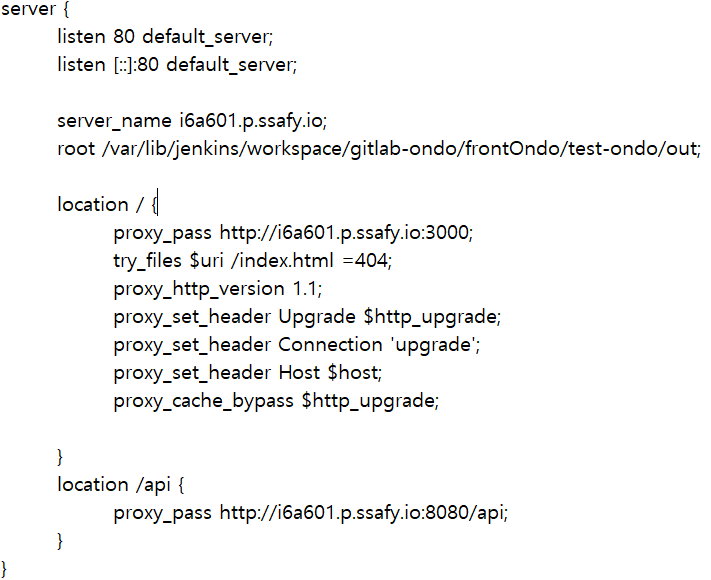 server {
listen 80 default_server;
listen [::]:80 default_server;
server_name i6a601.p.ssafy.io;
root /var/lib/jenkins/workspace/gitlab-ondo/frontOndo/test-ondo/out;
location / {
proxy_pass http://i6a601.p.ssafy.io:3000;
try_files $uri /index.html =404;
proxy_http_version 1.1;
proxy_set_header Upgrade $http_upgrade;
proxy_set_header Connection 'upgrade';
proxy_set_header Host $host;
proxy_cache_bypass $http_upgrade;
}
location /api {
proxy_pass http://i6a601.p.ssafy.io:8080/api;
}
}